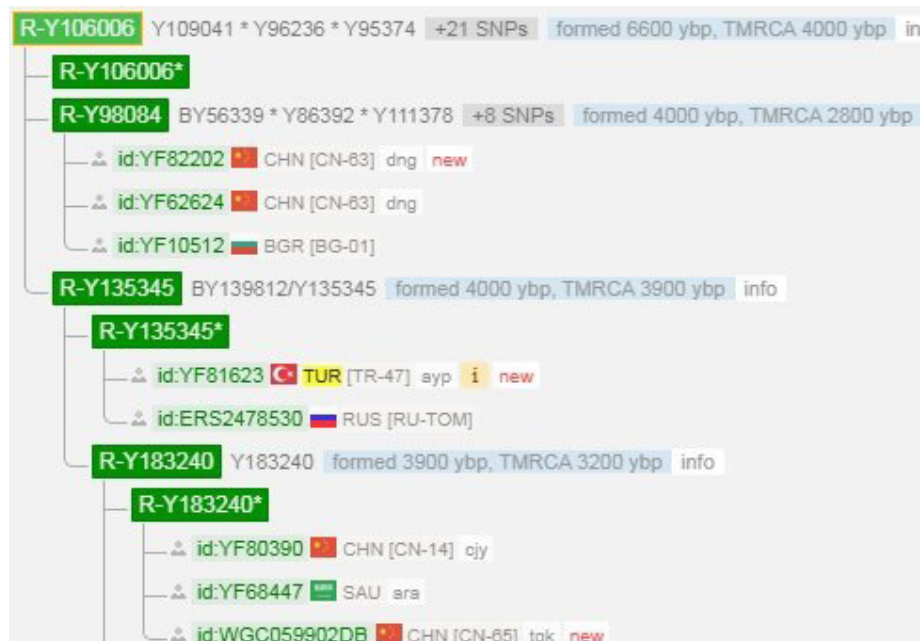 R-Y106006 Y109041 * Y96236 * Y95374 +21 SNPs formed 6600 ybp, TMRCA 4000 ybp in
R-Y106006*
R-Y98084 BY56339 * Y86392 * Y111378 +8 SNPs formed 4000 ybp, TMRCA 2800 ybp
id:YF82202 CHN [CN-63] dng new
id:YF62624 CHN [CN-63] dng
id:YF10512 BGR [BG-01]
R-Y135345 BY139812/Y135345 formed 4000 ybp, TMRCA 3900 ybp info
R-Y135345*
id:YF81623 TUR [TR-47] ayp i new
id:ERS2478530 RUS [RU-TOM]
R-Y183240 Y183240 formed 3900 ybp, TMRCA 3200 ybp info
R-Y183240*
id:YF80390 CHN [CN-14] cjy
id:YF68447 SAU ara
id:WGC059902DB CHN [CN-65] tok new